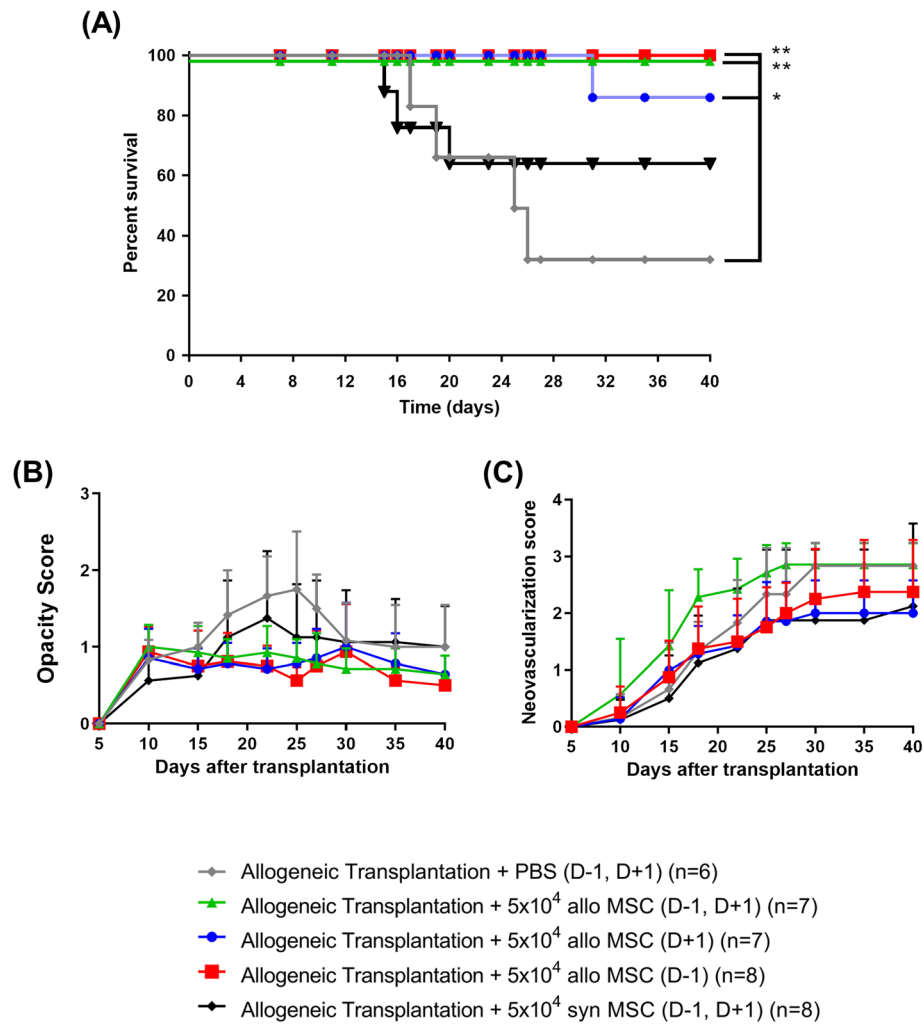 (A)
100
80
60
40
20
0
Percent survival
0 4 8 12 16 20 24 28 32 36 40
Time (days)
**
**
*
(B)
3
2
1
0
Opacity Score
5 10 15 20 25 30 35 40
Days after transplantation
(C)
4
3
2
1
0
Neovascularization score
5 10 15 20 25 30 35 40
Days after transplantation
Allogeneic Transplantation + PBS (D-1, D+1) (n=6)
Allogeneic Transplantation + 5x10⁴ allo MSC (D-1, D+1) (n=7)
Allogeneic Transplantation + 5x10⁴ allo MSC (D+1) (n=7)
Allogeneic Transplantation + 5x10⁴ allo MSC (D-1) (n=8)
Allogeneic Transplantation + 5x10⁴ syn MSC (D-1, D+1) (n=8)